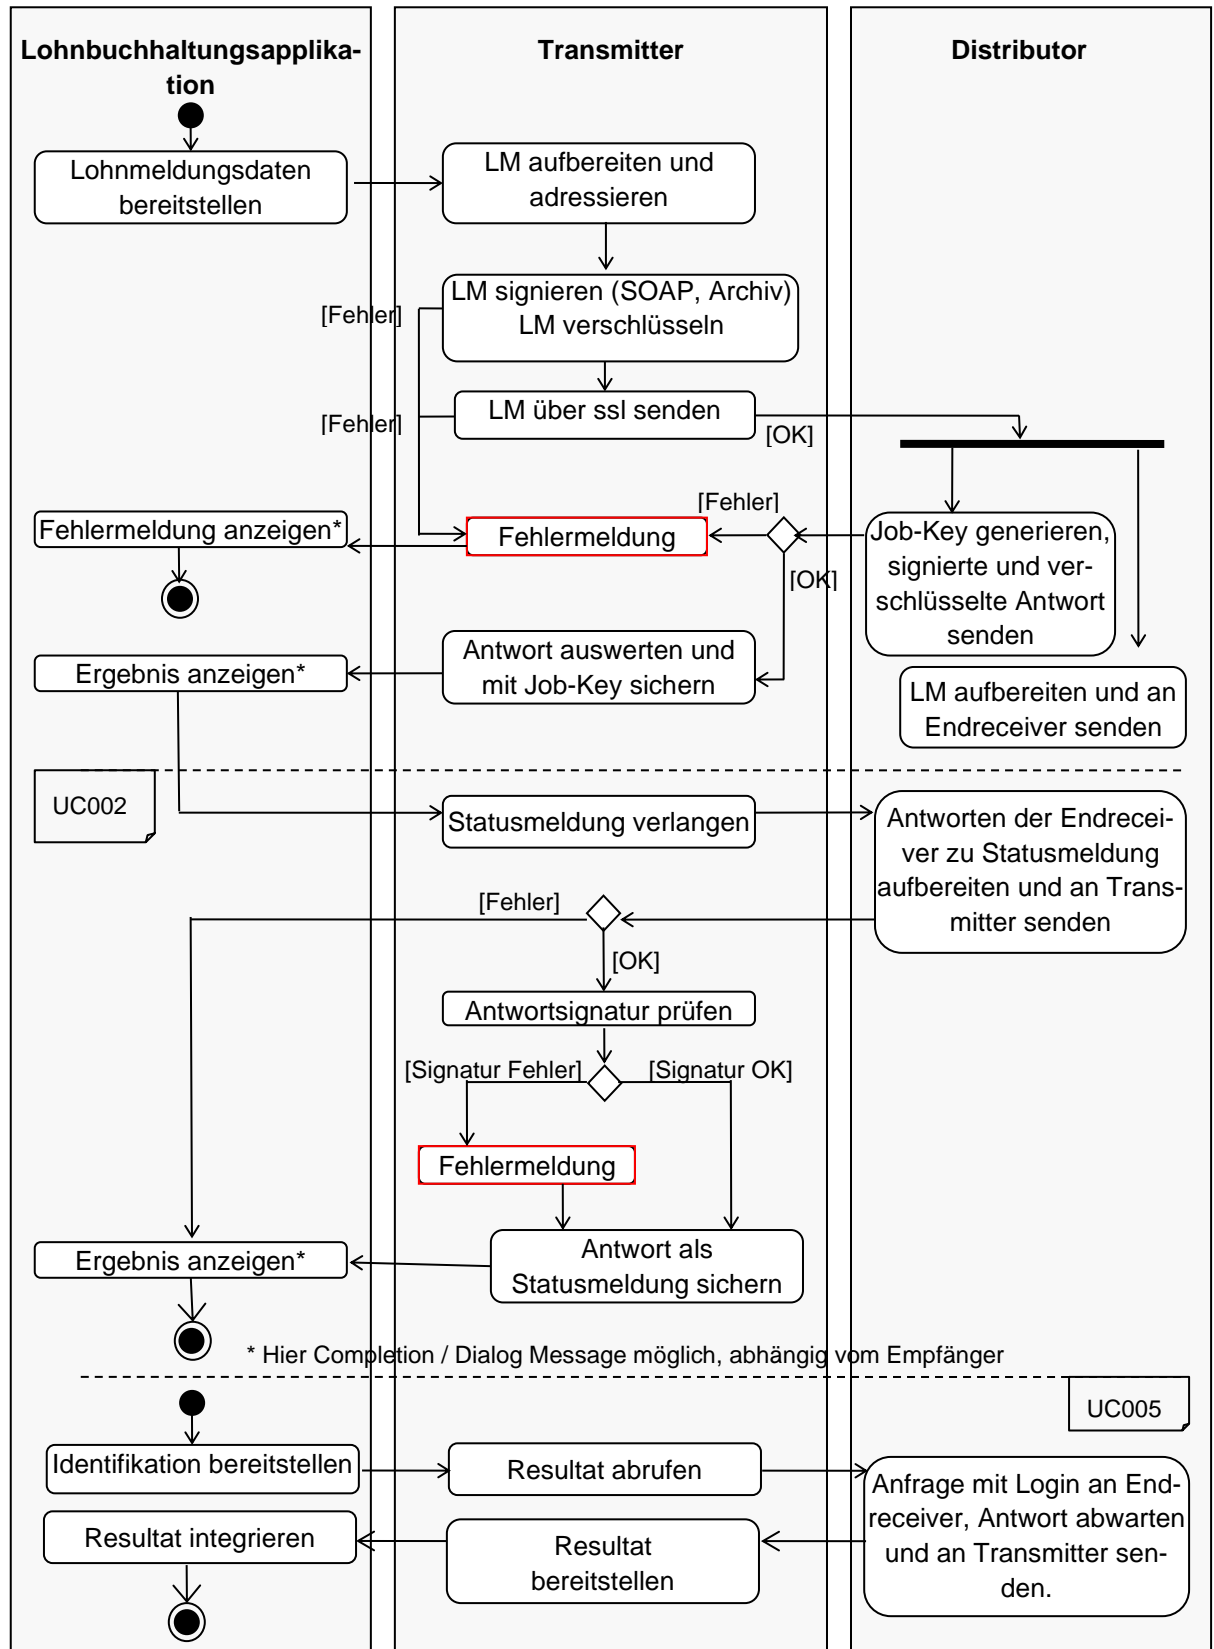 Lohnbuchhaltungsapplika-
tion
Transmitter
Distributor
Lohnmeldungsdaten
bereitstellen
LM aufbereiten und
adressieren
LM signieren (SOAP, Archiv)
LM verschlüseln
[Fehler]
LM über ssl senden
[Fehler]
[OK]
[Fehler]
Fehlermeldung anzeigen*
Fehlermeldung
Job-Key generieren,
signierte und ver-
schlüsselte Antwort
senden
[OK]
Ergebnis anzeigen*
Antwort auswerten und
mit Job-Key sichern
LM aufbereiten und an
Endreceiver senden
UC002
Statusmeldung verlangen
Antworten der Endrecei-
ver zu Statusmeldung
aufbereiten und an Trans-
mitter senden
[Fehler]
[OK]
Antwortsignatur prüfen
[Signatur Fehler]
[Signatur OK]
Fehlermeldung
Ergebnis anzeigen*
Antwort als
Statusmeldung sichern
* Hier Completion / Dialog Message möglich, abhängig vom Empfänger
UC005
Identifikation bereitstellen
Resultat abrufen
Anfrage mit Login an End-
receiver, Antwort abwarten
und an Transmitter sen-
den.
Resultat integrieren
Resultat
bereitstellen